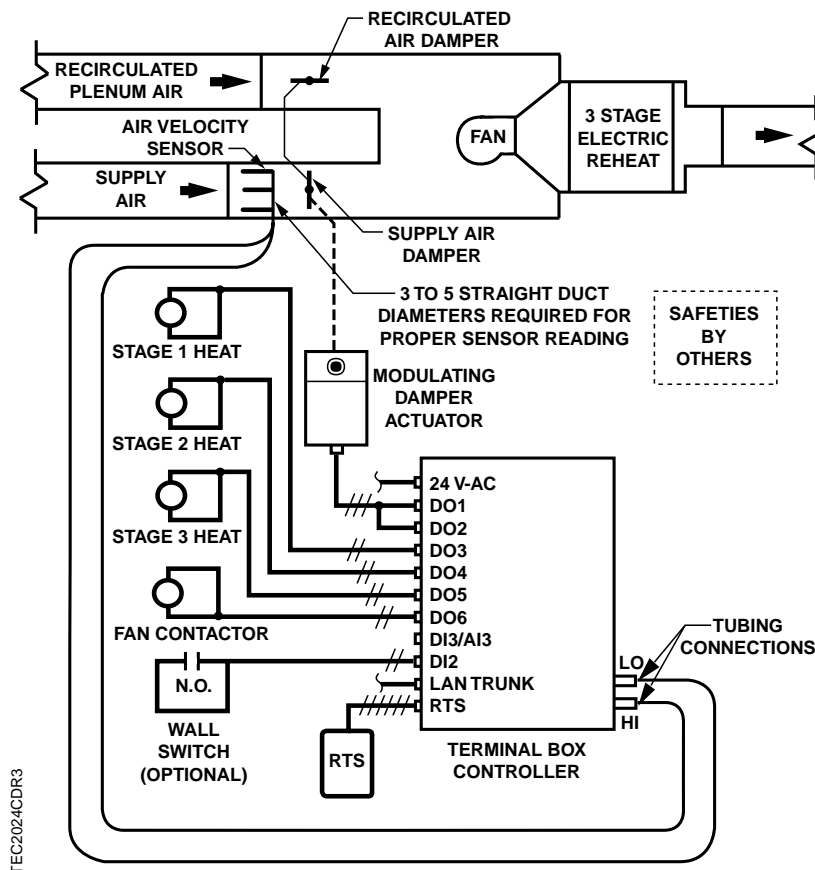 RECIRCULATED
AIR DAMPER
RECIRCULATED
PLENUM AIR
AIR VELOCITY
SENSOR
FAN
3 STAGE
ELECTRIC
REHEAT
SUPPLY
AIR
SUPPLY AIR
DAMPER
3 TO 5 STRAIGHT DUCT
DIAMETERS REQUIRED FOR
PROPER SENSOR READING
SAFETIES
BY
OTHERS
STAGE 1 HEAT
MODULATING
DAMPER
ACTUATOR
STAGE 2 HEAT
STAGE 3 HEAT
FAN CONTACTOR
24 V-AC
DO1
DO2
DO3
DO4
DO5
DO6
DI3/AI3
DI2
LAN TRUNK
RTS
TUBING
CONNECTIONS
LO
HI
N.O.
WALL
SWITCH
(OPTIONAL)
RTS
TERMINAL BOX
CONTROLLER
TEC2024CDR3